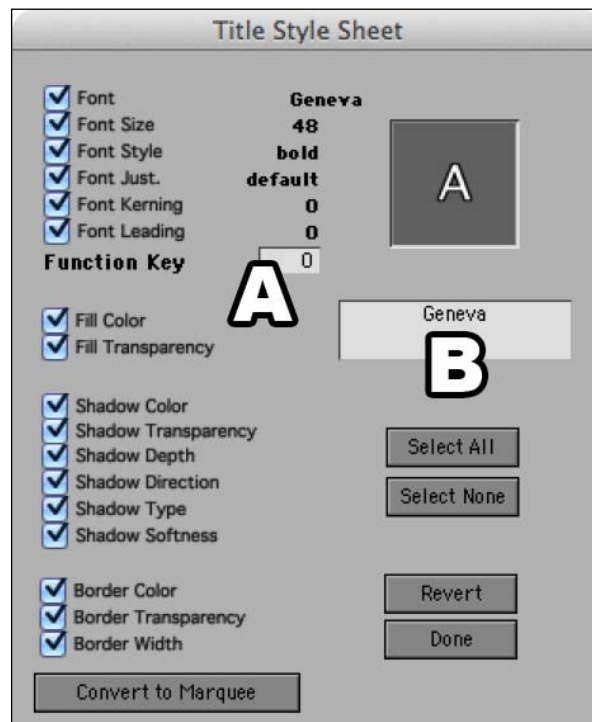 Title Style Sheet
Font Geneva
Font Size 48
Font Style bold
Font Just. default
Font Kerning 0
Font Leading 0
A
Function Key 0
A
Fill Color
Fill Transparency
Geneva
B
Shadow Color
Shadow Transparency
Shadow Depth
Shadow Direction
Shadow Type
Shadow Softness
Select All
Select None
Border Color
Border Transparency
Border Width
Revert
Done
Convert to Marquee